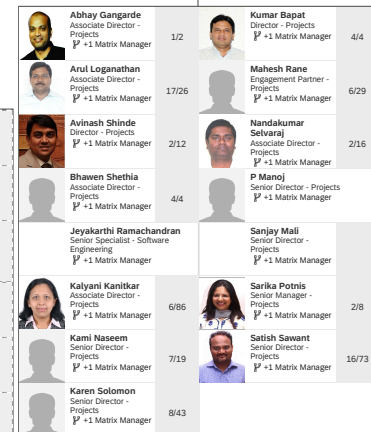 Abhay Gangarde
Associate Director -
Projects
+1 Matrix Manager
1/2
Arul Loganathan
Associate Director -
Projects
+1 Matrix Manager
17/26
Avinash Shinde
Director - Projects
+1 Matrix Manager
2/12
Bhawen Shethia
Associate Director -
Projects
+1 Matrix Manager
4/4
Jeyakarthi Ramachandran
Senior Specialist - Software
Engineering
+1 Matrix Manager
Kalyani Kanitkar
Associate Director -
Projects
+1 Matrix Manager
6/86
Kami Naseem
Senior Director -
Projects
+1 Matrix Manager
7/19
Karen Solomon
Senior Director -
Projects
+1 Matrix Manager
8/43
Kumar Bapat
Director - Projects
+1 Matrix Manager
4/4
Mahesh Rane
Engagement Partner -
Projects
+1 Matrix Manager
6/29
Nandakumar
Selvaraj
Associate Director -
Projects
+1 Matrix Manager
2/16
P Manoj
Senior Director - Projects
+1 Matrix Manager
Sanjay Mali
Senior Director -
Projects
+1 Matrix Manager
Sarika Potnis
Senior Manager -
Projects
+1 Matrix Manager
2/8
Satish Sawant
Senior Director -
Projects
+1 Matrix Manager
16/73